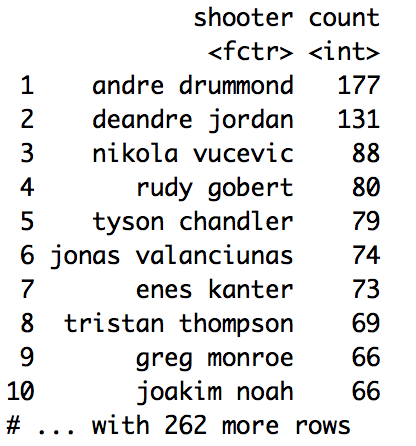 shooter count
<fctr> <int>
1 andre drummond 177
2 deandre jordan 131
3 nikola vucevic 88
4 rudy gobert 80
5 tyson chandler 79
6 jonas valanciunas 74
7 enes kanter 73
8 tristan thompson 69
9 greg monroe 66
10 joakim noah 66
# ... with 262 more rows